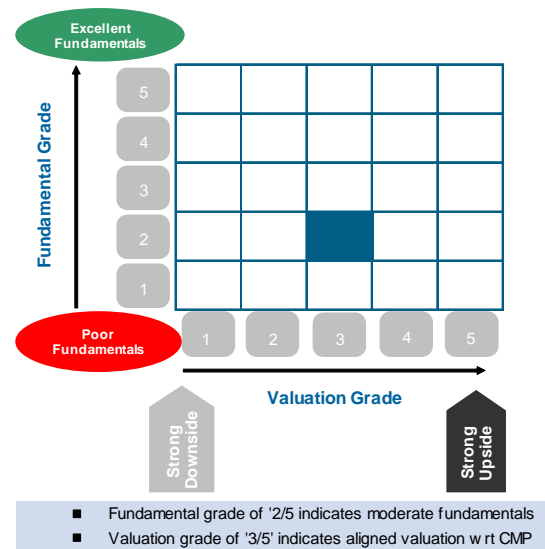 Excellent
Fundamentals
Fundamental Grade
5
4
3
2
1
Poor
Fundamentals
1 2 3 4 5
Valuation Grade
Strong
Downside
Strong
Upside
■ Fundamental grade of '2/5 indicates moderate fundamentals
■ Valuation grade of '3/5' indicates aligned valuation w rt CMP